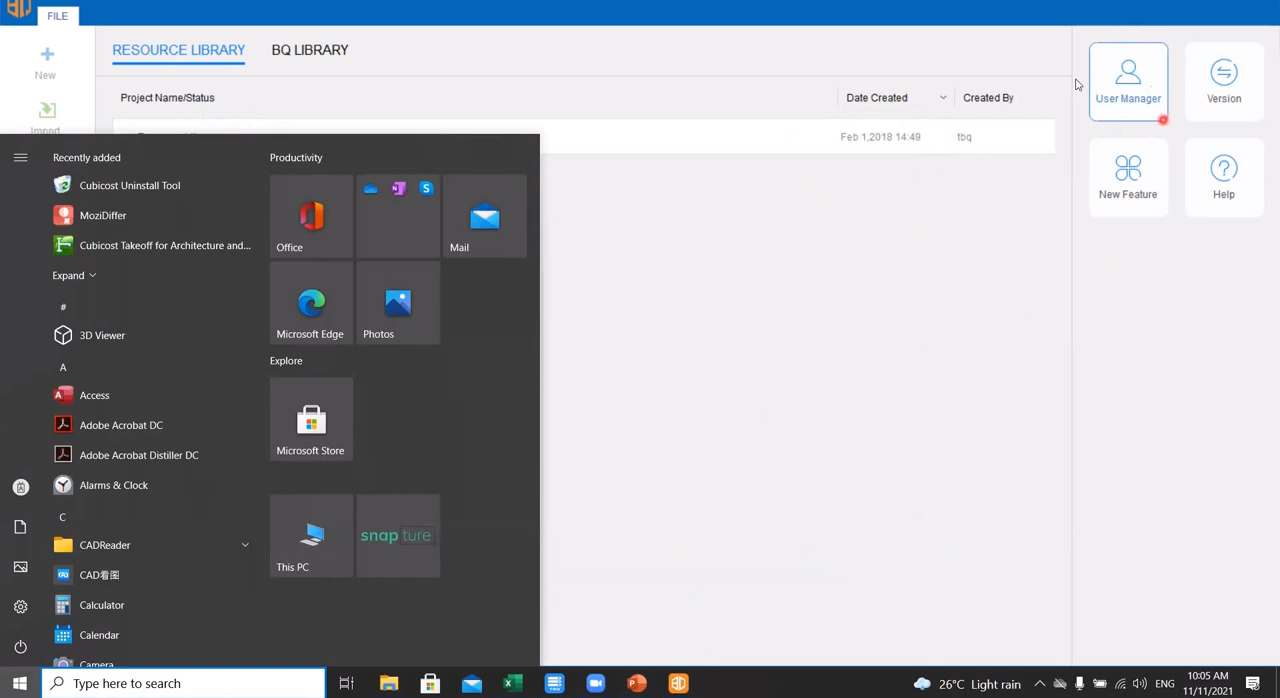 FILE
RESOURCE LIBRARY
BQ LIBRARY
New
Import
Project Name/Status
Date Created
Created By
Feb 1,2018 14:49
tbq
User Manager
Version
New Feature
Help
Recently added
Cubicost Uninstall Tool
MoziDiffer
Cubicost Takeoff for Architecture and...
Expand
#
3D Viewer
A
Access
Adobe Acrobat DC
Adobe Acrobat Distiller DC
Alarms & Clock
C
CADReader
CAD看图
Calculator
Calendar
Camera
Productivity
Office
Mail
Microsoft Edge
Photos
Explore
Microsoft Store
This PC
snapture
Type here to search
26°C Light rain
ENG
10:05 AM
11/11/2021